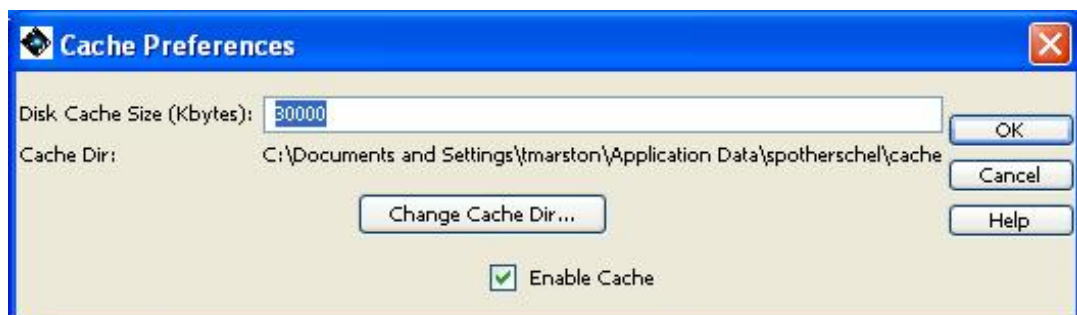 Cache Preferences
Disk Cache Size (Kbytes): 30000
OK
Cache Dir: C:\Documents and Settings\tmarston\Application Data\spotherschel\cache
Cancel
Change Cache Dir...
Help
Enable Cache